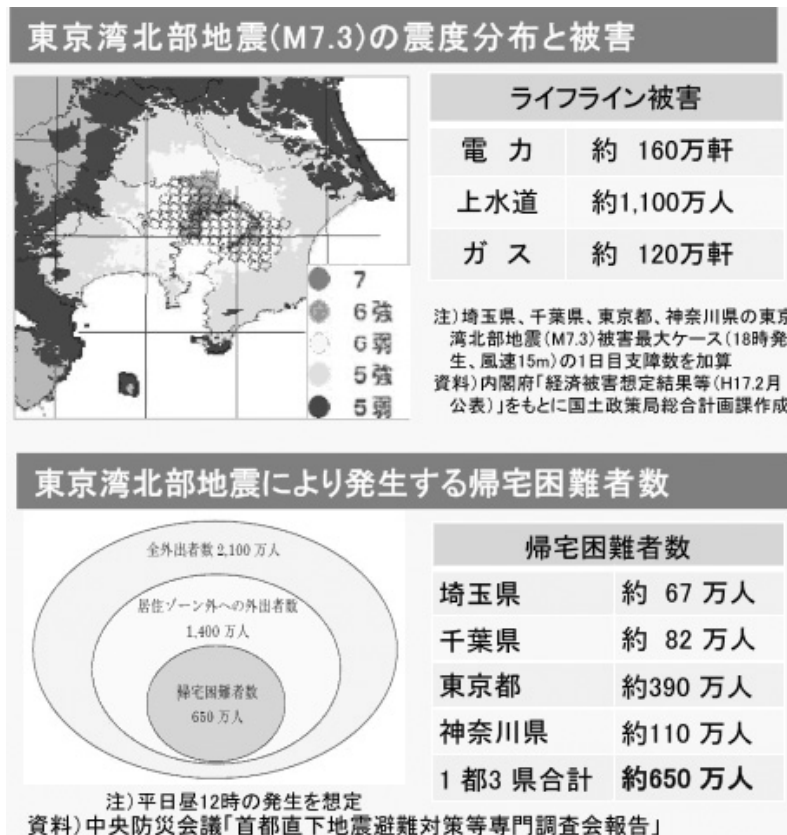 東京湾北部地震(M7.3)の震度分布と被害
7
6強
6弱
5強
5弱
ライフライン被害
電 力 約 160万軒
上水道 約1,100万人
ガ ス 約 120万軒
注)埼玉県、千葉県、東京都、神奈川県の東京
湾北部地震(M7.3)被害最大ケース(18時発
生、風速15m)の1日目支障数を加算
資料)内閣府「経済被害想定結果等(H17.2月
公表)」をもとに国土政策局総合計画課作成
東京湾北部地震により発生する帰宅困難者数
全外出者数 2,100 万人
居住ゾーン外への外出者数
1,400 万人
帰宅困難者数
650 万人
注)平日昼12時の発生を想定
帰宅困難者数
埼玉県 約 67 万人
千葉県 約 82 万人
東京都 約390 万人
神奈川県 約110 万人
1 都3 県合計 約650 万人
資料)中央防災会議「首都直下地震避難対策等専門調査会報告」